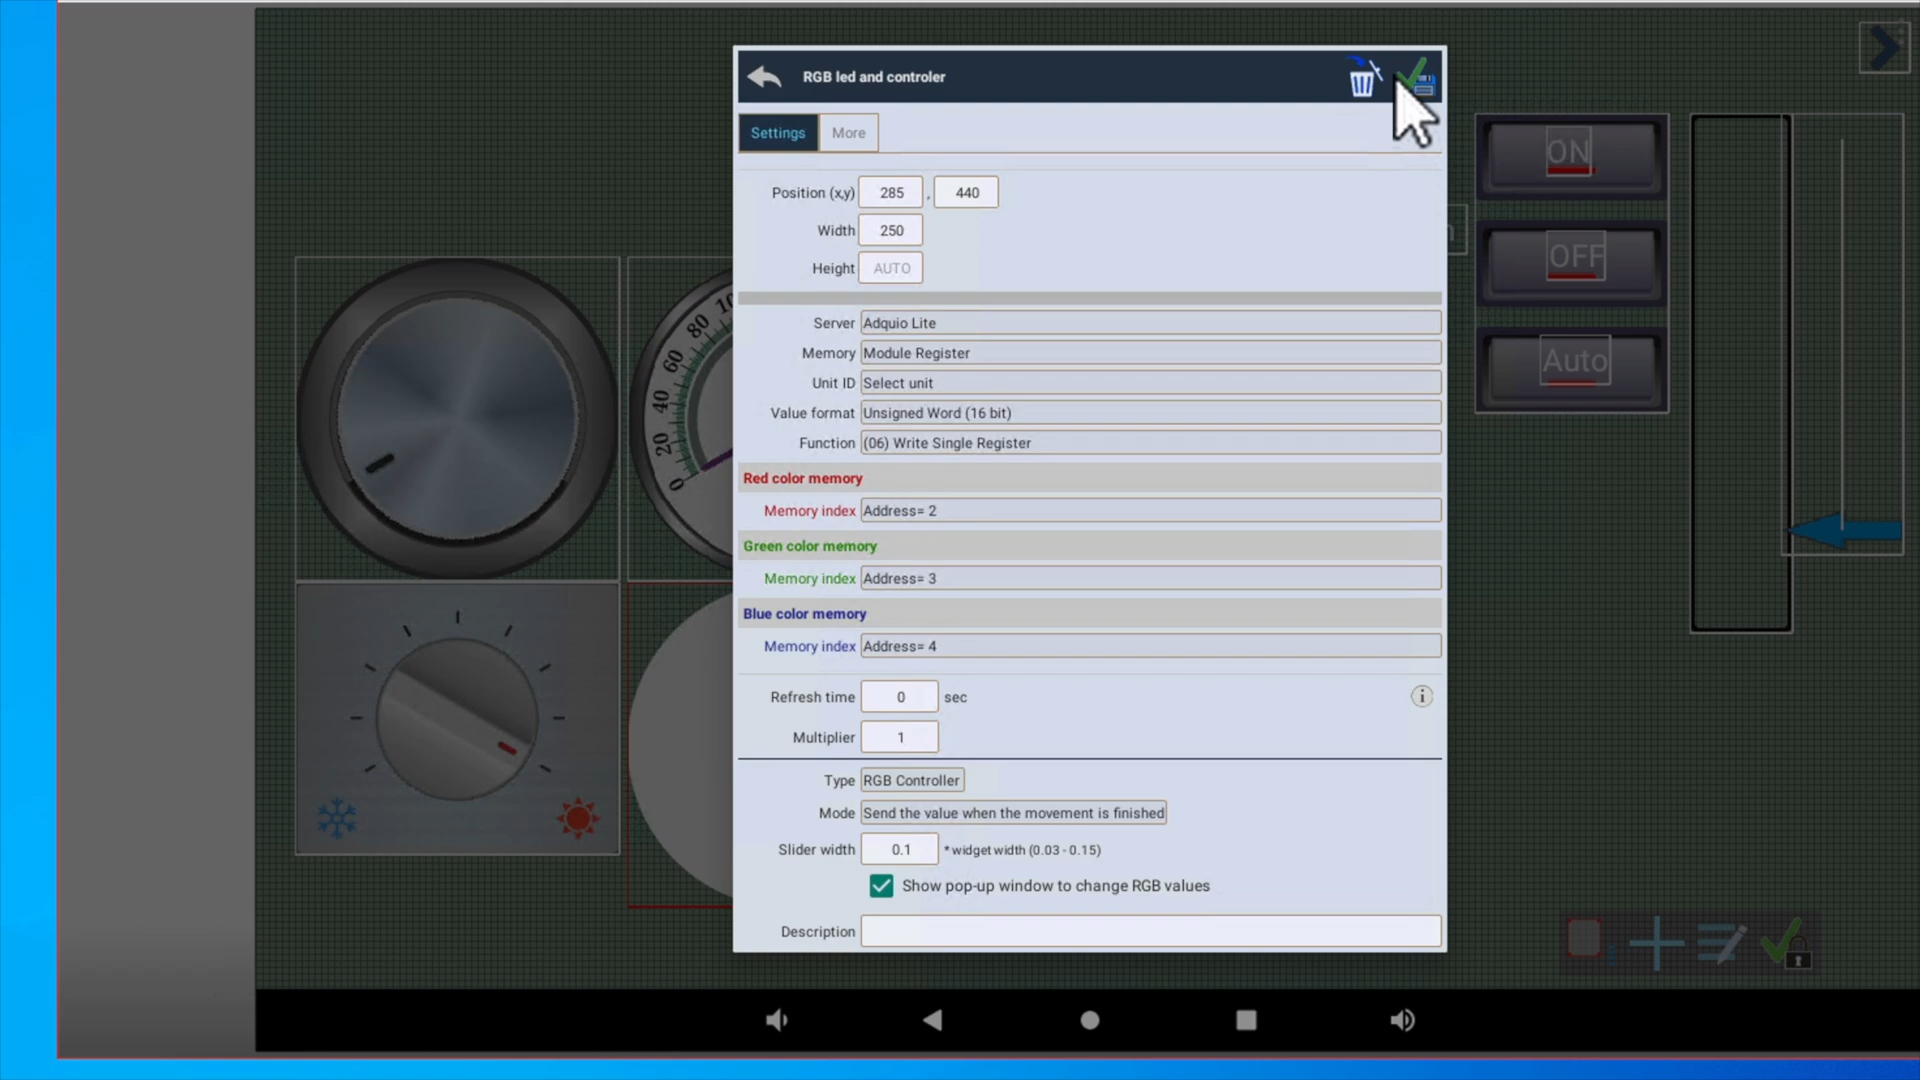 RGB led and controler
Settings
More
Position (x,y) 285 , 440
Width 250
Height AUTO
Server Adquio Lite
Memory Module Register
Unit ID Select unit
Value format Unsigned Word (16 bit)
Function (06) Write Single Register
Red color memory
Memory index Address= 2
Green color memory
Memory index Address= 3
Blue color memory
Memory index Address= 4
Refresh time 0 sec
Multiplier 1
Type RGB Controller
Mode Send the value when the movement is finished
Slider width 0.1 * widget width (0.03 - 0.15)
Show pop-up window to change RGB values
Description
ON
OFF
Auto
80
60
40
20
0